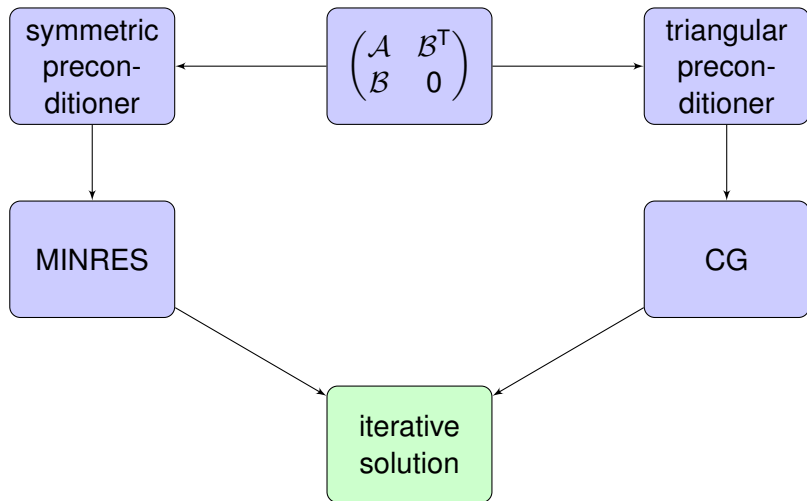 symmetric
precon-
ditioner
𝒜 ℬᵀ
ℬ 0
triangular
precon-
ditioner
MINRES
CG
iterative
solution